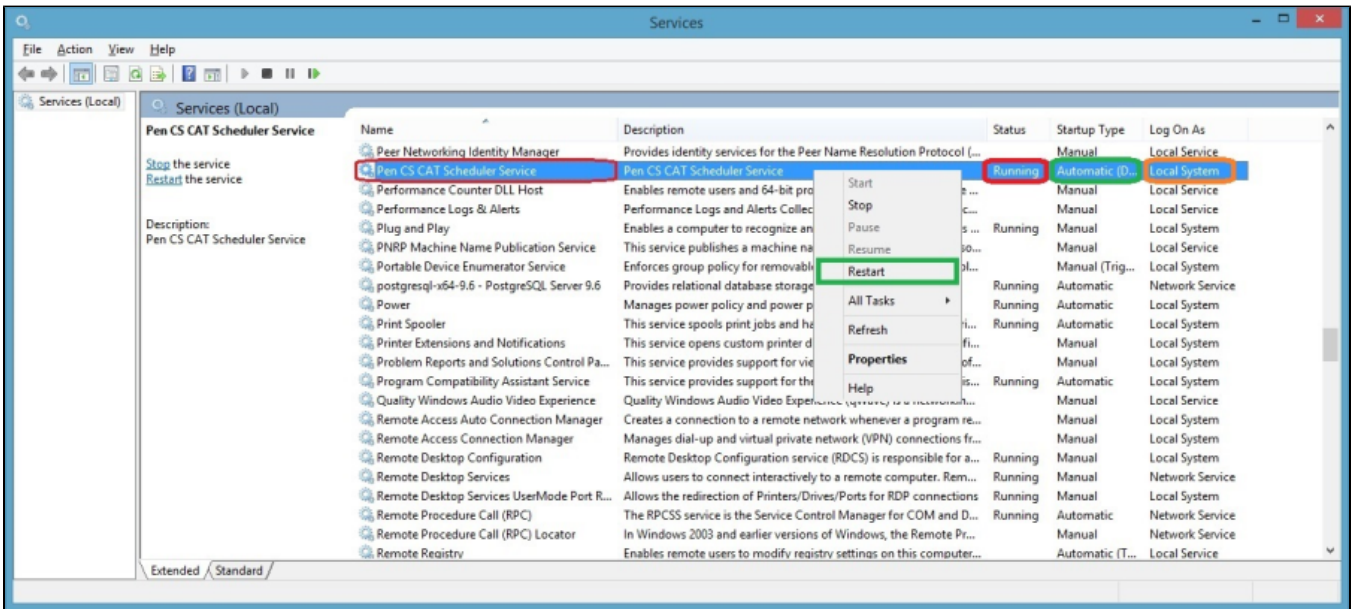 Services
File Action View Help
Services (Local)
Services (Local)
Pen CS CAT Scheduler Service
Stop the service
Restart the service
Description:
Pen CS CAT Scheduler Service
Name Description Status Startup Type Log On As
Peer Networking Identity Manager Provides identity services for the Peer Name Resolution Protocol (... Manual Local Service
Pen CS CAT Scheduler Service Pen CS CAT Scheduler Service Running Automatic (D... Local System
Performance Counter DLL Host Enables remote users and 64-bit pro e ... Manual Local Service
Performance Logs & Alerts Performance Logs and Alerts Collec c... Manual Local Service
Plug and Play Enables a computer to recognize an s ... Running Manual Local System
PNRP Machine Name Publication Service This service publishes a machine na so... Manual Local Service
Portable Device Enumerator Service Enforces group policy for removabl ol... Manual (Trig... Local System
postgresql-x64-9.6 - PostgreSQL Server 9.6 Provides relational database storage Running Automatic Network Service
Power Manages power policy and power p Running Automatic Local System
Print Spooler This service spools print jobs and ha i... Running Automatic Local System
Printer Extensions and Notifications This service opens custom printer d fi... Manual Local System
Problem Reports and Solutions Control Pa... This service provides support for vie of... Manual Local System
Program Compatibility Assistant Service This service provides support for the is... Running Automatic Local System
Quality Windows Audio Video Experience Quality Windows Audio Video Experience (qWave) is a networkin... Manual Local Service
Remote Access Auto Connection Manager Creates a connection to a remote network whenever a program re... Manual Local System
Remote Access Connection Manager Manages dial-up and virtual private network (VPN) connections fr... Manual Local System
Remote Desktop Configuration Remote Desktop Configuration service (RDCS) is responsible for a... Running Manual Local System
Remote Desktop Services Allows users to connect interactively to a remote computer. Rem... Running Manual Network Service
Remote Desktop Services UserMode Port R... Allows the redirection of Printers/Drives/Ports for RDP connections Running Manual Local System
Remote Procedure Call (RPC) The RPCSS service is the Service Control Manager for COM and D... Running Automatic Network Service
Remote Procedure Call (RPC) Locator In Windows 2003 and earlier versions of Windows, the Remote Pr... Manual Network Service
Remote Registry Enables remote users to modify registry settings on this computer... Automatic (T... Local Service
Start
Stop
Pause
Resume
Restart
All Tasks
Refresh
Properties
Help
Extended Standard